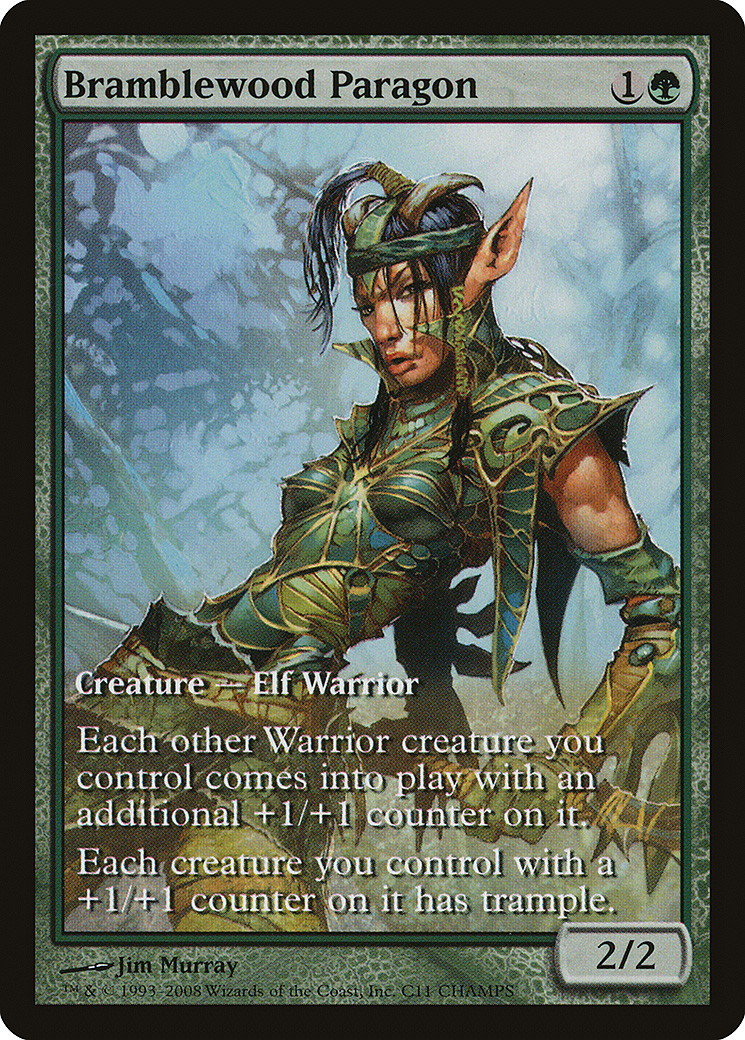 Bramblewood Paragon 1
Creature — Elf Warrior
Each other Warrior creature you
control comes into play with an
additional +1/+1 counter on it.
Each creature you control with a
+1/+1 counter on it has trample.
2/2
Jim Murray
™ & © 1993–2008 Wizards of the Coast, Inc. C11 CHAMPS